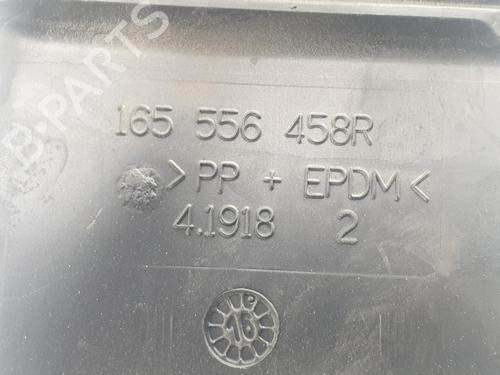 B-PARTS
165 556 458R
>PP + EPDM<
4.1918 2
16